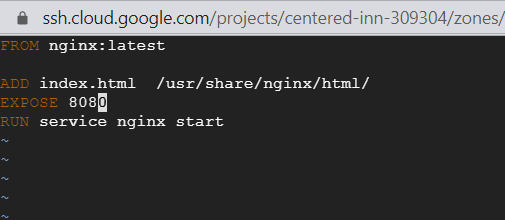 ssh.cloud.google.com/projects/centered-inn-309304/zones/
FROM nginx:latest
ADD index.html  /usr/share/nginx/html/
EXPOSE 8080
RUN service nginx start
~
~
~
~
~